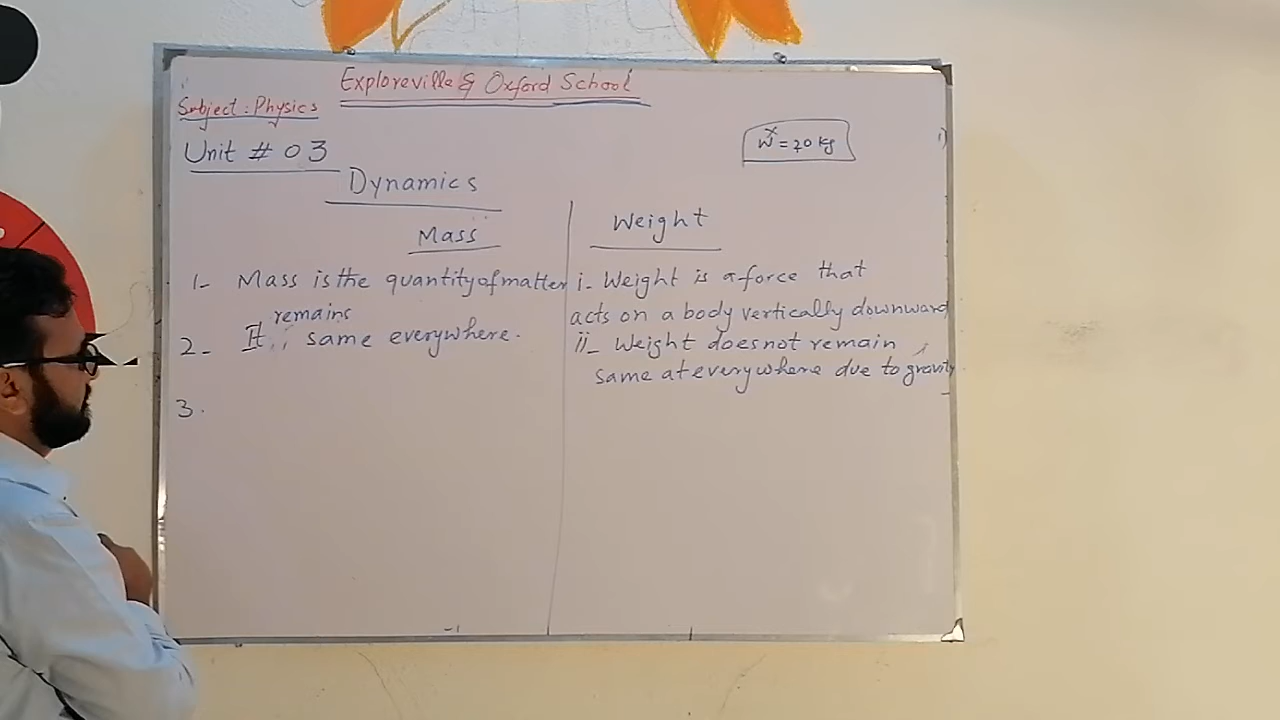 Exploreville & Oxford School
Subject: Physics
Unit # 03
W = 70 kg
Dynamics
Mass
Weight
1- Mass is the quantity of matter
remains
2- It same everywhere.
3.
i- Weight is a force that
acts on a body vertically downward
ii- Weight does not remain
same at everywhere due to gravity